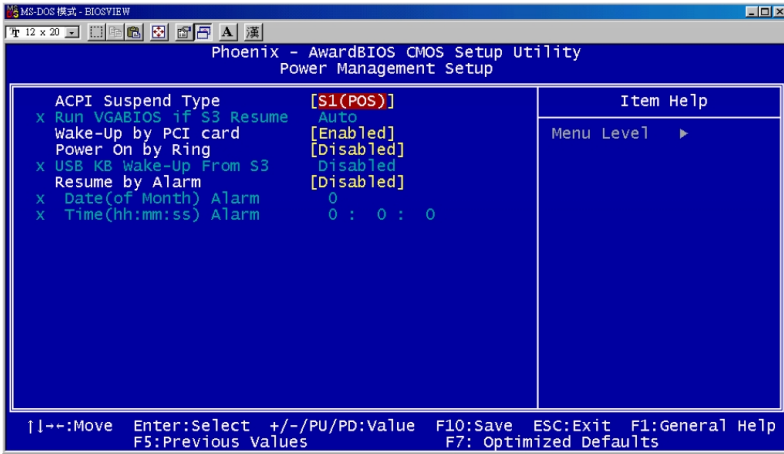 MS-DOS 模式 - BIOSVIEW
12 x 20 A 漢
Phoenix - AwardBIOS CMOS Setup Utility
Power Management Setup
ACPI Suspend Type [S1(POS)]
x Run VGABIOS if S3 Resume Auto
Wake-Up by PCI card [Enabled]
Power On by Ring [Disabled]
x USB KB Wake-Up From S3 Disabled
Resume by Alarm [Disabled]
x Date(of Month) Alarm 0
x Time(hh:mm:ss) Alarm 0 : 0 : 0
Item Help
Menu Level ▶
↑↓→←:Move Enter:Select +/-/PU/PD:Value F10:Save ESC:Exit F1:General Help
F5:Previous Values F7: Optimized Defaults